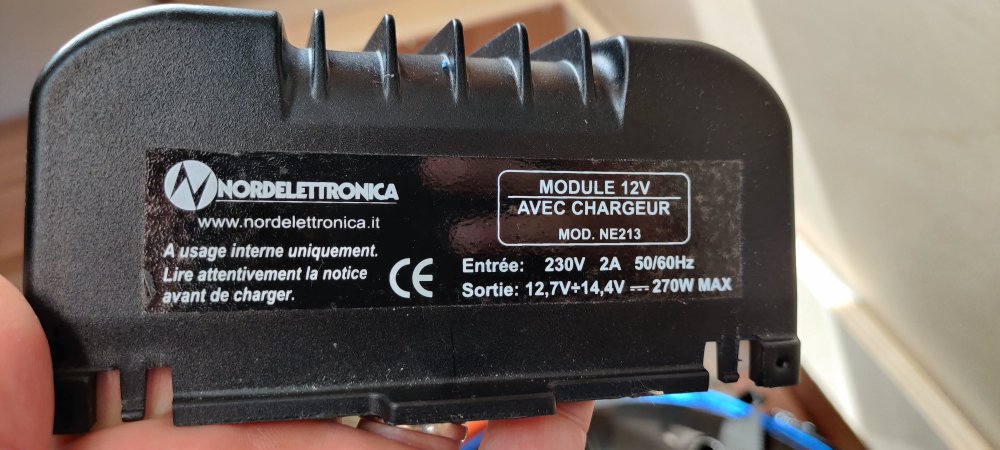 NORDELETTRONICA
www.nordelettronica.it
A usage interne uniquement.
Lire attentivement la notice
avant de charger.
CE
MODULE 12V
AVEC CHARGEUR
MOD. NE213
Entrée: 230V 2A 50/60Hz
Sortie: 12,7V÷14,4V ⎓ 270W MAX